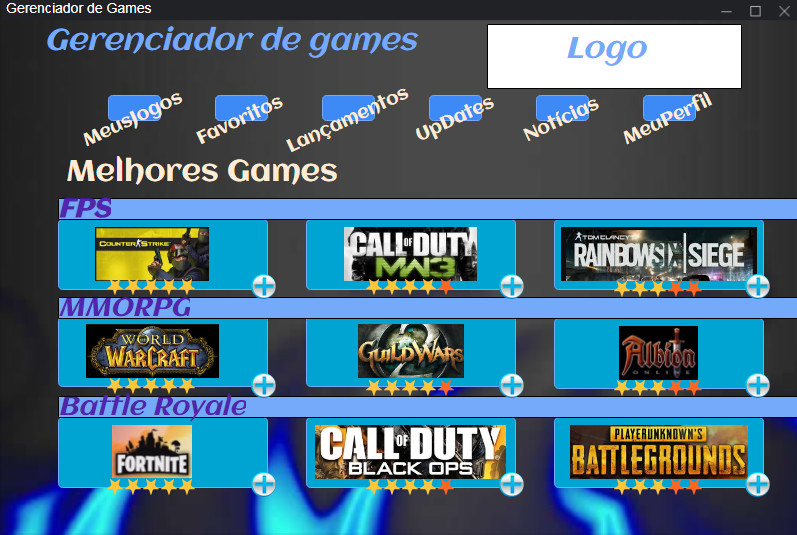 Gerenciador de Games
Gerenciador de games
Logo
MeusJogos Favoritos Lançamentos UpDates Notícias MeuPerfil
Melhores Games
FPS
COUNTER STRIKE
CALL OF DUTY
MW3
TOM CLANCY'S
RAINBOW SIX | SIEGE
MMORPG
WORLD
WARCRAFT
GUILD WARS
2
Albion
ONLINE
Battle Royale
FORTNITE
CALL OF DUTY
BLACK OPS
PLAYERUNKNOWN'S
BATTLEGROUNDS